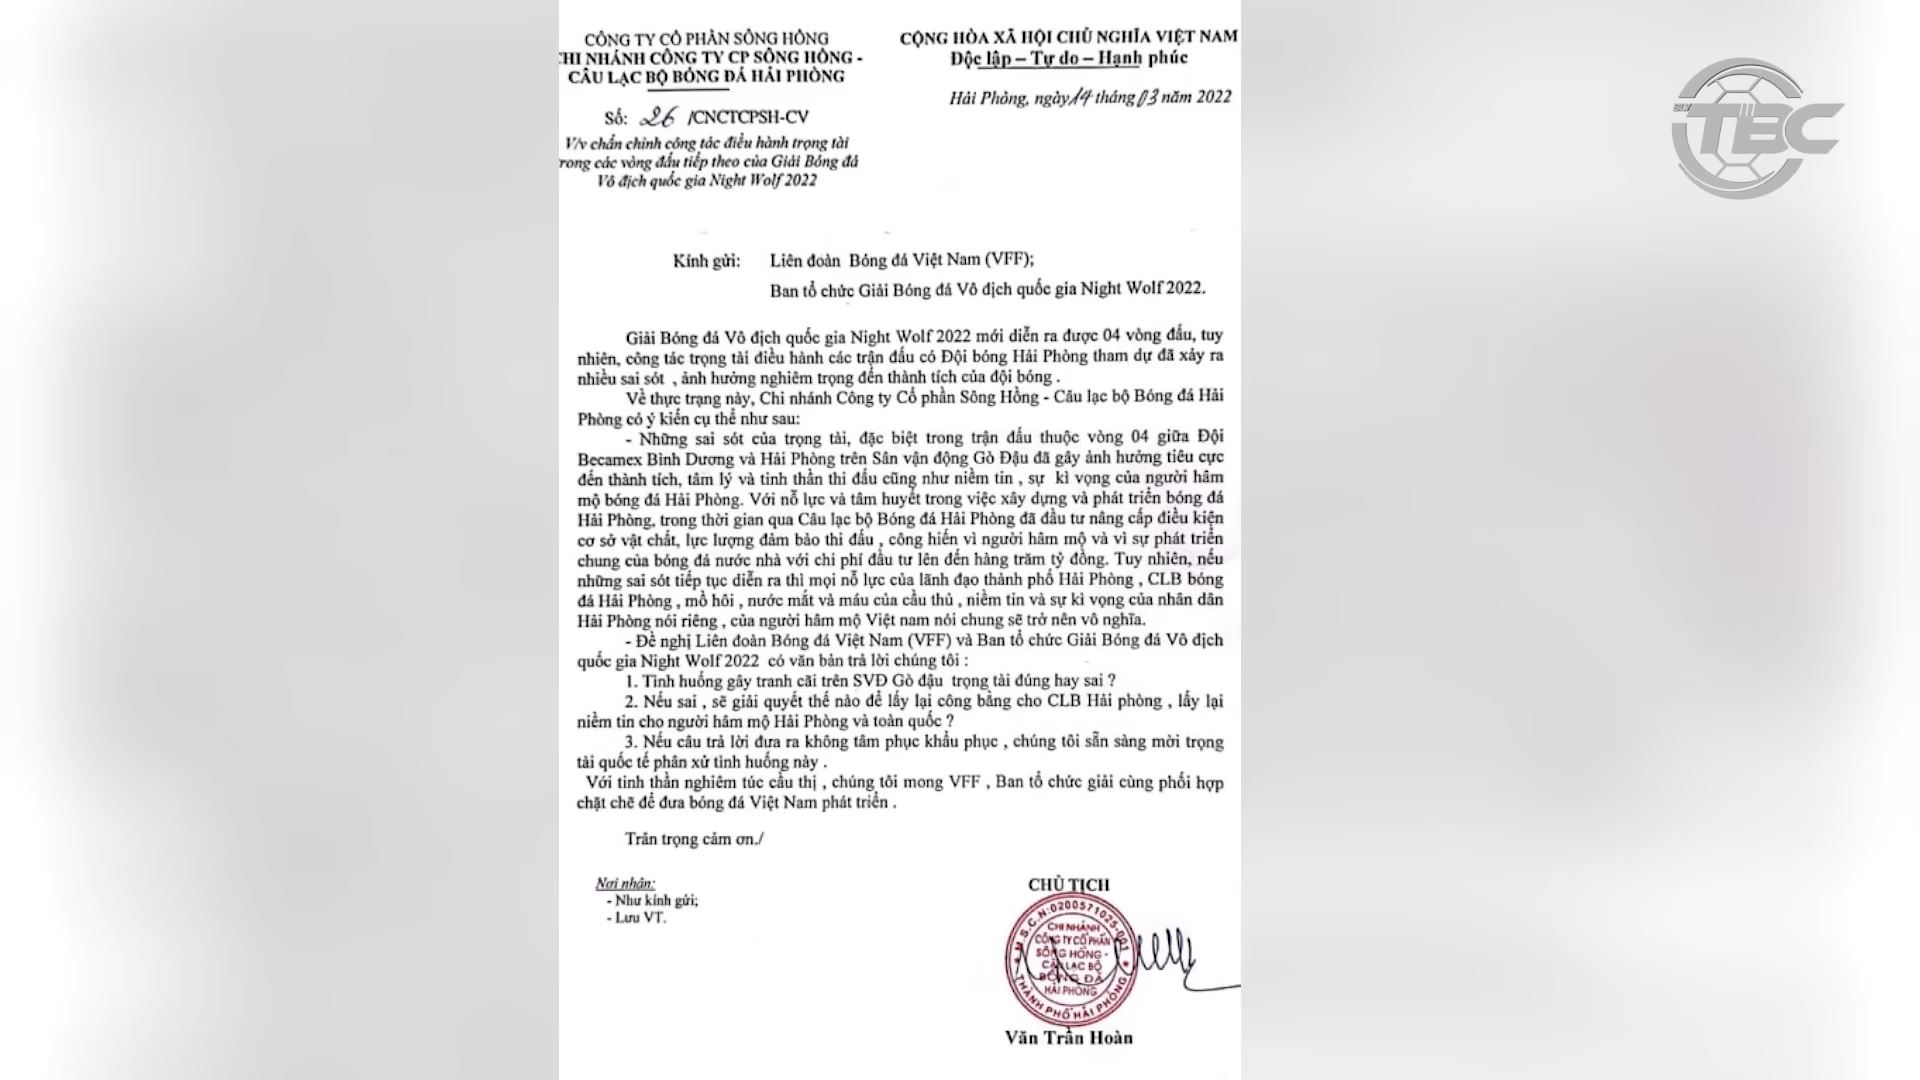 CÔNG TY CỔ PHẦN SÔNG HỒNG
CHI NHÁNH CÔNG TY CP SÔNG HỒNG -
CÂU LẠC BỘ BÓNG ĐÁ HẢI PHÒNG
CỘNG HÒA XÃ HỘI CHỦ NGHĨA VIỆT NAM
Độc lập – Tự do – Hạnh phúc
Hải Phòng, ngày 14 tháng 03 năm 2022
Số: 26 /CNCTCPSH-CV
V/v chấn chỉnh công tác điều hành trọng tài
trong các vòng đấu tiếp theo của Giải Bóng đá
Vô địch quốc gia Night Wolf 2022
TBC
Kính gửi: Liên đoàn Bóng đá Việt Nam (VFF);
Ban tổ chức Giải Bóng đá Vô địch quốc gia Night Wolf 2022.
Giải Bóng đá Vô địch quốc gia Night Wolf 2022 mới diễn ra được 04 vòng đấu, tuy
nhiên, công tác trọng tài điều hành các trận đấu có Đội bóng Hải Phòng tham dự đã xảy ra
nhiều sai sót , ảnh hưởng nghiêm trọng đến thành tích của đội bóng .
Về thực trạng này, Chi nhánh Công ty Cổ phần Sông Hồng - Câu lạc bộ Bóng đá Hải
Phòng có ý kiến cụ thể như sau:
- Những sai sót của trọng tài, đặc biệt trong trận đấu thuộc vòng 04 giữa Đội
Becamex Bình Dương và Hải Phòng trên Sân vận động Gò Đậu đã gây ảnh hưởng tiêu cực
đến thành tích, tâm lý và tinh thần thi đấu cũng như niềm tin , sự kì vọng của người hâm
mộ bóng đá Hải Phòng. Với nỗ lực và tâm huyết trong việc xây dựng và phát triển bóng đá
Hải Phòng, trong thời gian qua Câu lạc bộ Bóng đá Hải Phòng đã đầu tư nâng cấp điều kiện
cơ sở vật chất, lực lượng đảm bảo thi đấu , cống hiến vì người hâm mộ và vì sự phát triển
chung của bóng đá nước nhà với chi phí đầu tư lên đến hàng trăm tỷ đồng. Tuy nhiên, nếu
những sai sót tiếp tục diễn ra thì mọi nỗ lực của lãnh đạo thành phố Hải Phòng , CLB bóng
đá Hải Phòng , mồ hôi , nước mắt và máu của cầu thủ , niềm tin và sự kì vọng của nhân dân
Hải Phòng nói riêng , của người hâm mộ Việt nam nói chung sẽ trở nên vô nghĩa.
- Đề nghị Liên đoàn Bóng đá Việt Nam (VFF) và Ban tổ chức Giải Bóng đá Vô địch
quốc gia Night Wolf 2022 có văn bản trả lời chúng tôi :
1. Tình huống gây tranh cãi trên SVĐ Gò đậu trọng tài đúng hay sai ?
2. Nếu sai , sẽ giải quyết thế nào để lấy lại công bằng cho CLB Hải phòng , lấy lại
niềm tin cho người hâm mộ Hải Phòng và toàn quốc ?
3. Nếu câu trả lời đưa ra không tâm phục khẩu phục , chúng tôi sẵn sàng mời trọng
tài quốc tế phân xử tình huống này .
Với tinh thần nghiêm túc cầu thị , chúng tôi mong VFF , Ban tổ chức giải cùng phối hợp
chặt chẽ để đưa bóng đá Việt Nam phát triển .
Trân trọng cảm ơn./
Nơi nhận:
- Như kính gửi;
- Lưu VT.
CHỦ TỊCH
M.S.C.N:0200571025-001
CHI NHÁNH
CÔNG TY CỔ PHẦN
SÔNG HỒNG -
CÂU LẠC BỘ
BÓNG ĐÁ
HẢI PHÒNG
THÀNH PHỐ HẢI PHÒNG
Văn Trần Hoàn